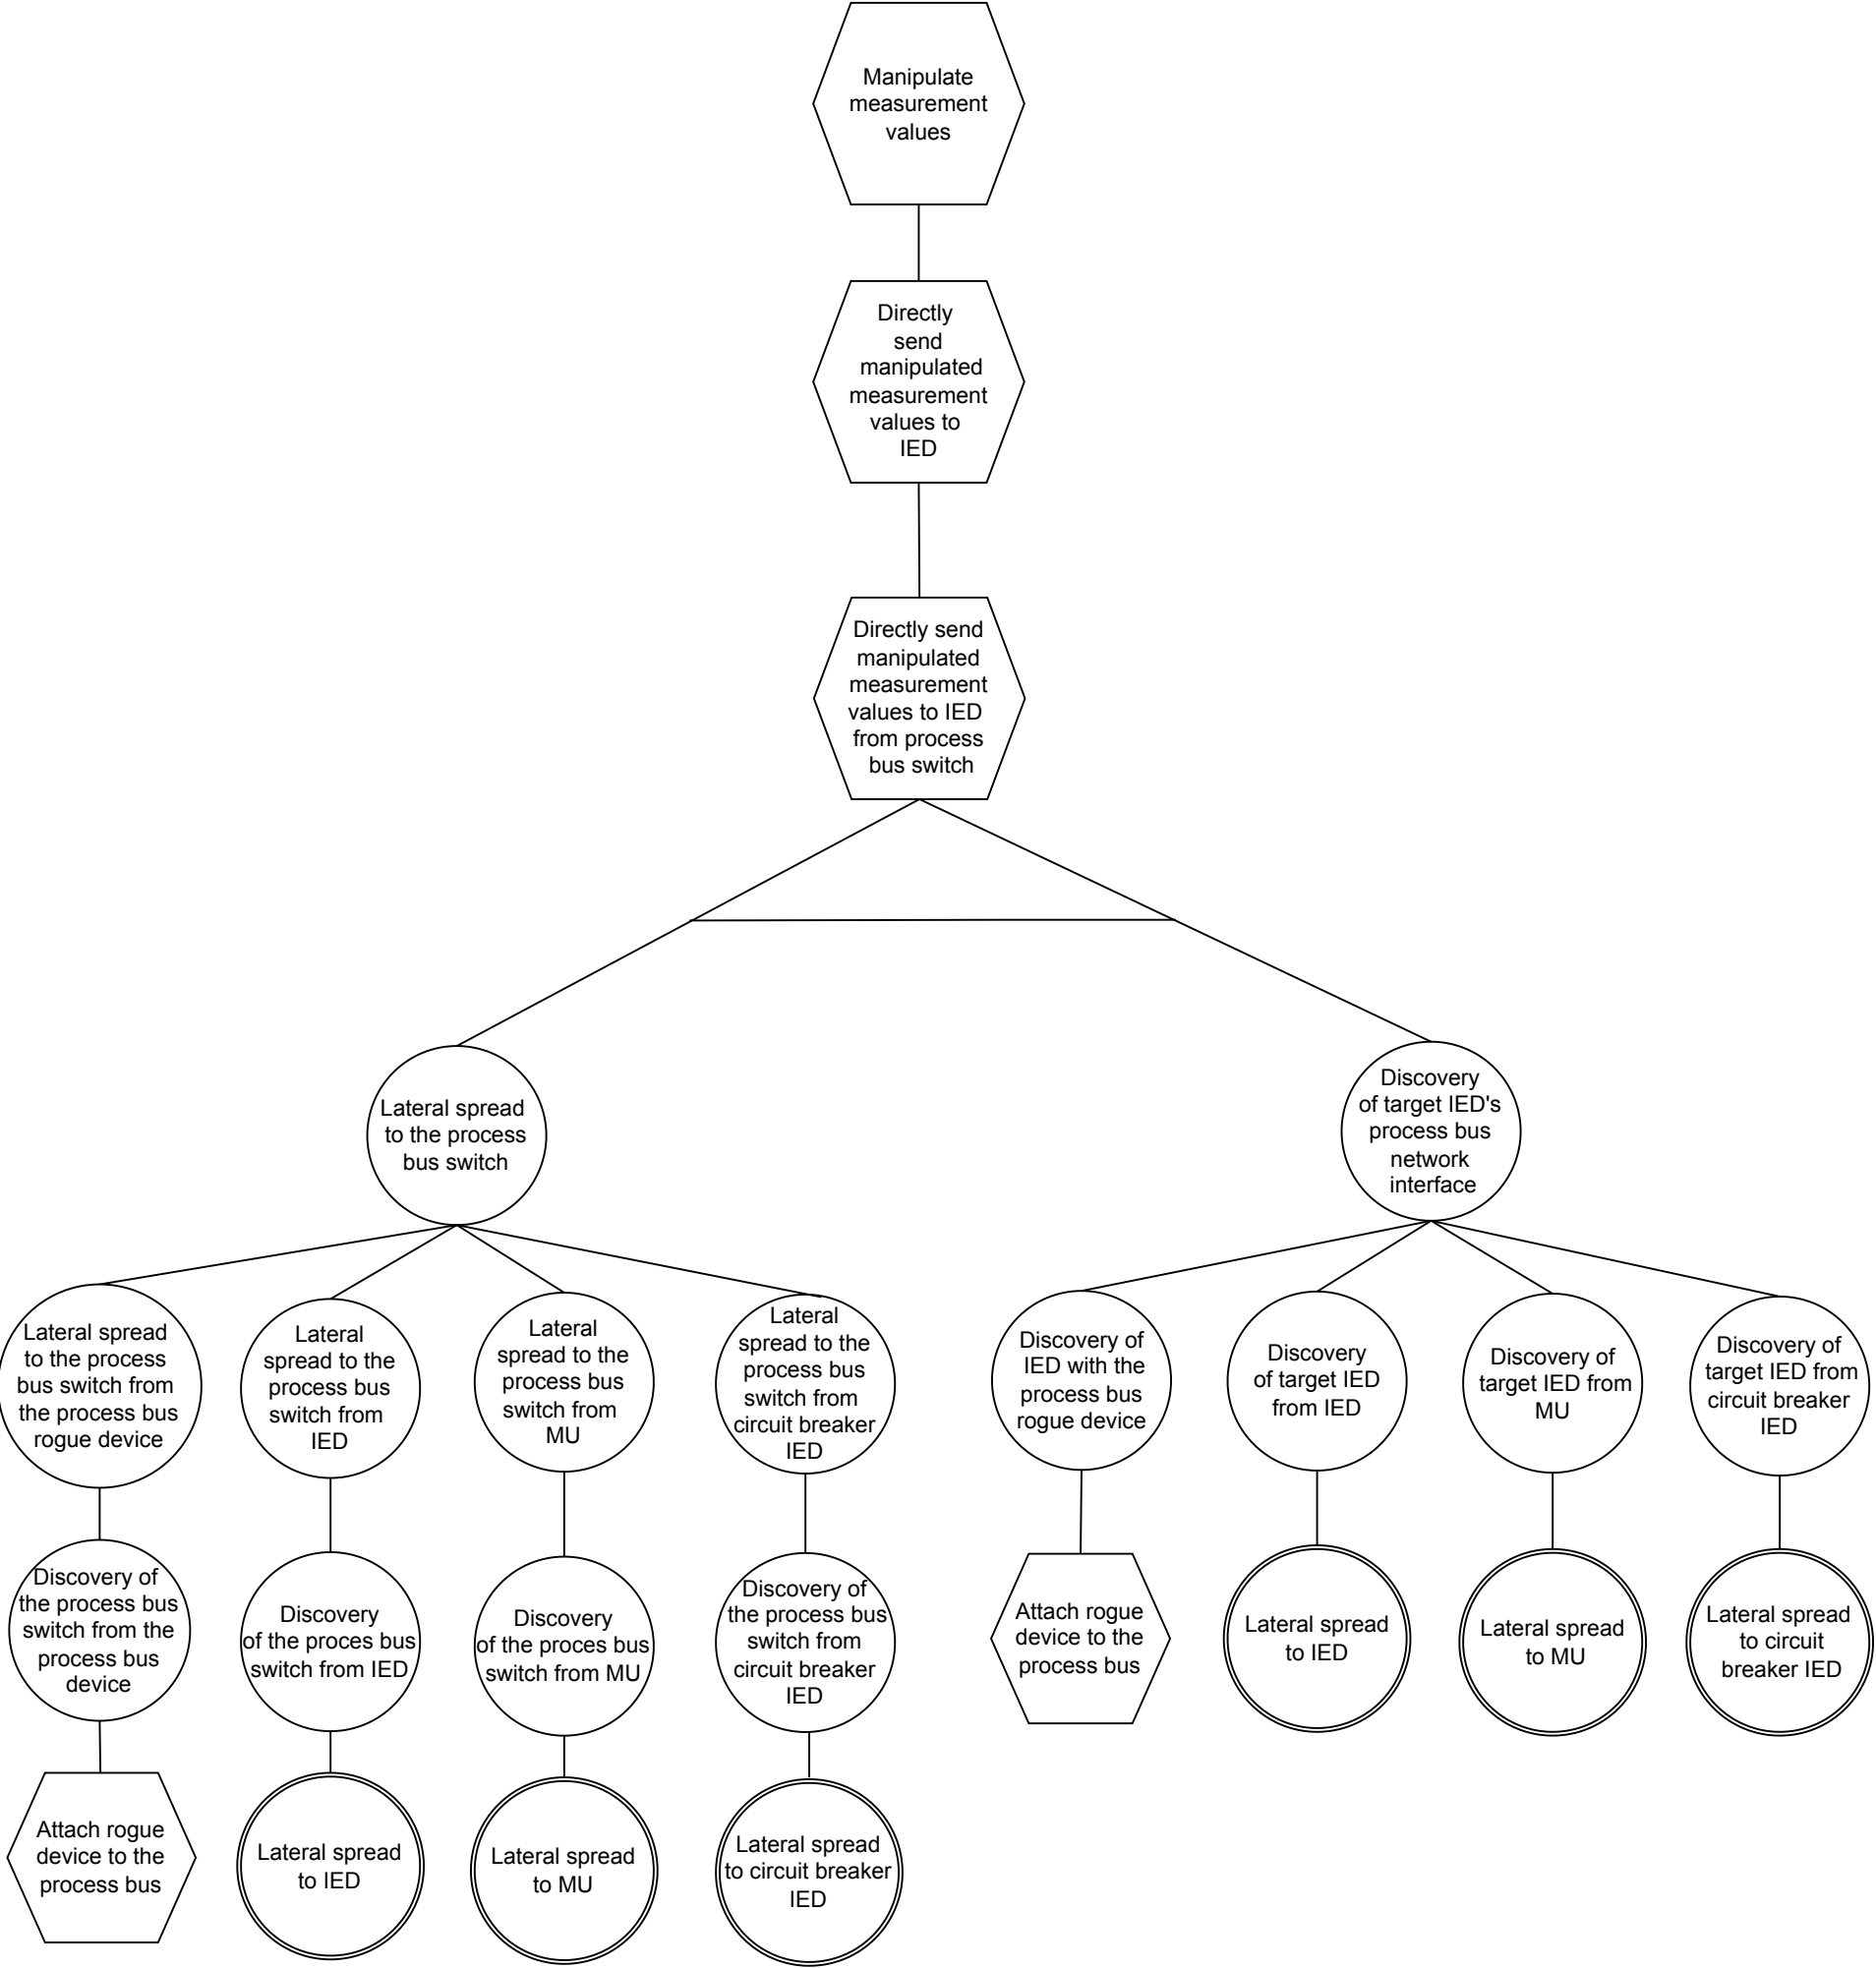 Manipulate
measurement
values
Directly
send
manipulated
measurement
values to
IED
Directly send
manipulated
measurement
values to IED
from process
bus switch
Lateral spread
to the process
bus switch
Discovery
of target IED's
process bus
network
interface
Lateral spread
to the process
bus switch from
the process bus
rogue device
Lateral
spread to the
process bus
switch from
IED
Lateral
spread to the
process bus
switch from
MU
Lateral
spread to the
process bus
switch from
circuit breaker
IED
Discovery of
IED with the
process bus
rogue device
Discovery
of target IED
from IED
Discovery of
target IED from
MU
Discovery of
target IED from
circuit breaker
IED
Discovery of
the process bus
switch from the
process bus
device
Discovery
of the proces bus
switch from IED
Discovery
of the proces bus
switch from MU
Discovery of
the process bus
switch from
circuit breaker
IED
Attach rogue
device to the
process bus
Lateral spread
to IED
Lateral spread
to MU
Lateral spread
to circuit
breaker IED
Attach rogue
device to the
process bus
Lateral spread
to IED
Lateral spread
to MU
Lateral spread
to circuit breaker
IED